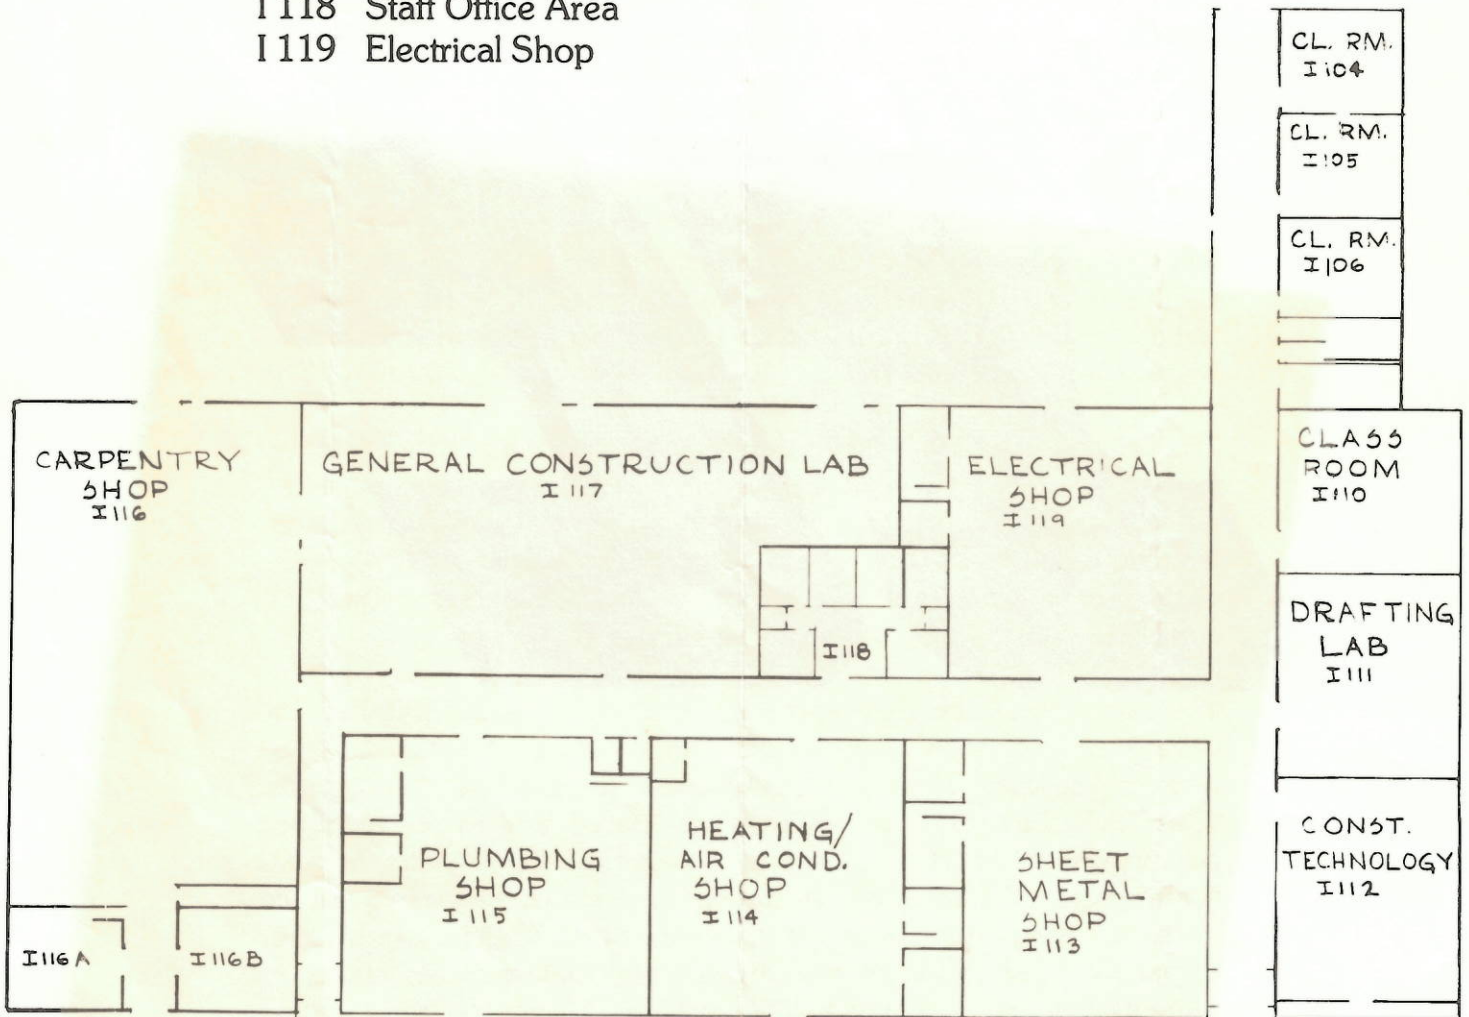 I 118 Staff Office Area
I 119 Electrical Shop
CL. RM.
I 104
CL. RM.
I 105
CL. RM.
I 106
CARPENTRY
SHOP
I 116
GENERAL CONSTRUCTION LAB
I 117
ELECTRICAL
SHOP
I 119
CLASS
ROOM
I 110
I 118
DRAFTING
LAB
I 111
PLUMBING
SHOP
I 115
HEATING/
AIR COND.
SHOP
I 114
SHEET
METAL
SHOP
I 113
CONST.
TECHNOLOGY
I 112
I 116 A
I 116 B